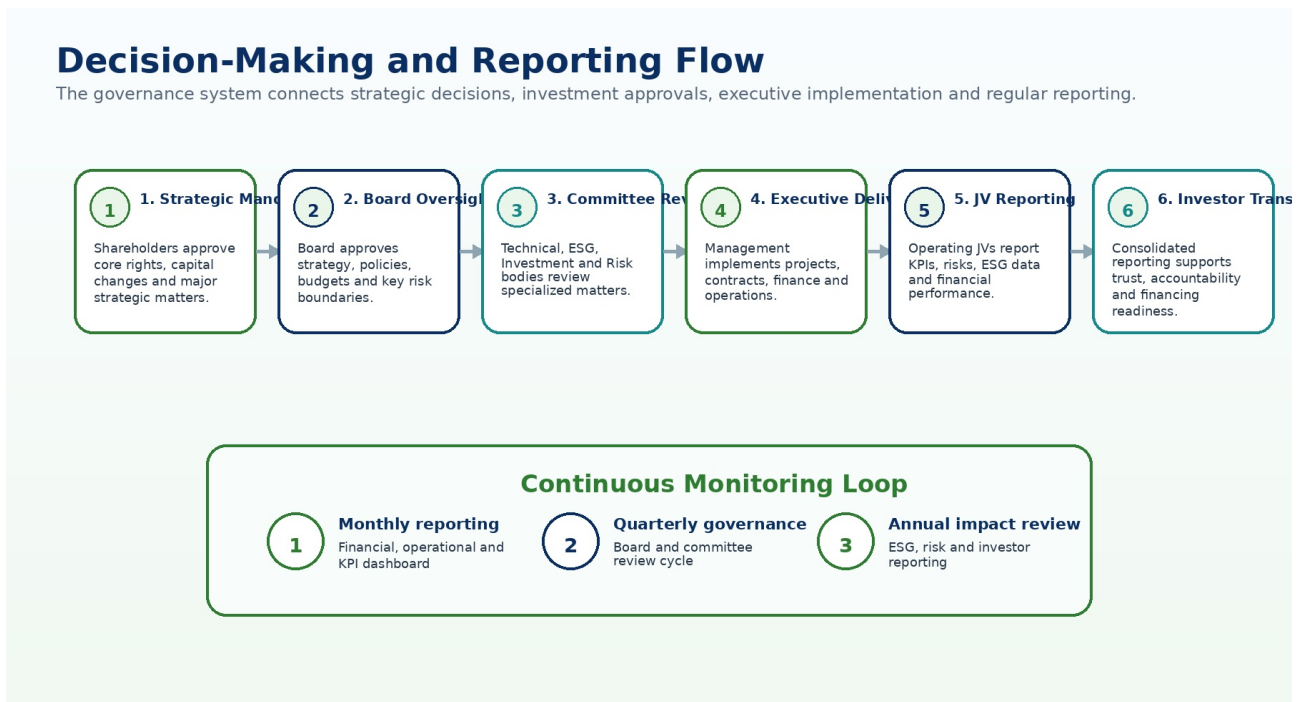 Decision-Making and Reporting Flow
The governance system connects strategic decisions, investment approvals, executive implementation and regular reporting.
1
1. Strategic
Shareholders approve
core rights, capital
changes and major
strategic matters.
2
2. Board
Board approves
strategy, policies,
budgets and key risk
boundaries.
3
3. Committee
Technical, ESG,
Investment and Risk
bodies review
specialized matters.
4
4. Executive
Management
implements projects,
contracts, finance and
operations.
5
5. JV Reporting
Operating JVs report
KPIs, risks, ESG data
and financial
performance.
6
6. Investor
Consolidated
reporting supports
trust, accountability
and financing
readiness.
Continuous Monitoring Loop
1
Monthly reporting
Financial, operational and
KPI dashboard
2
Quarterly governance
Board and committee
review cycle
3
Annual impact review
ESG, risk and investor
reporting